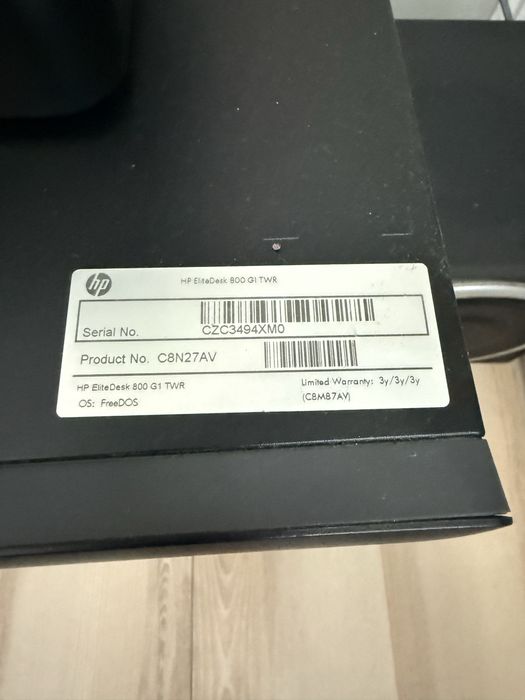 hp
HP EliteDesk 800 G1 TWR
Serial No.
CZC3494XM0
Product No. C8N27AV
HP EliteDesk 800 G1 TWR
Limited Warranty: 3y/3y/3y
OS: FreeDOS
(C8M87AV)